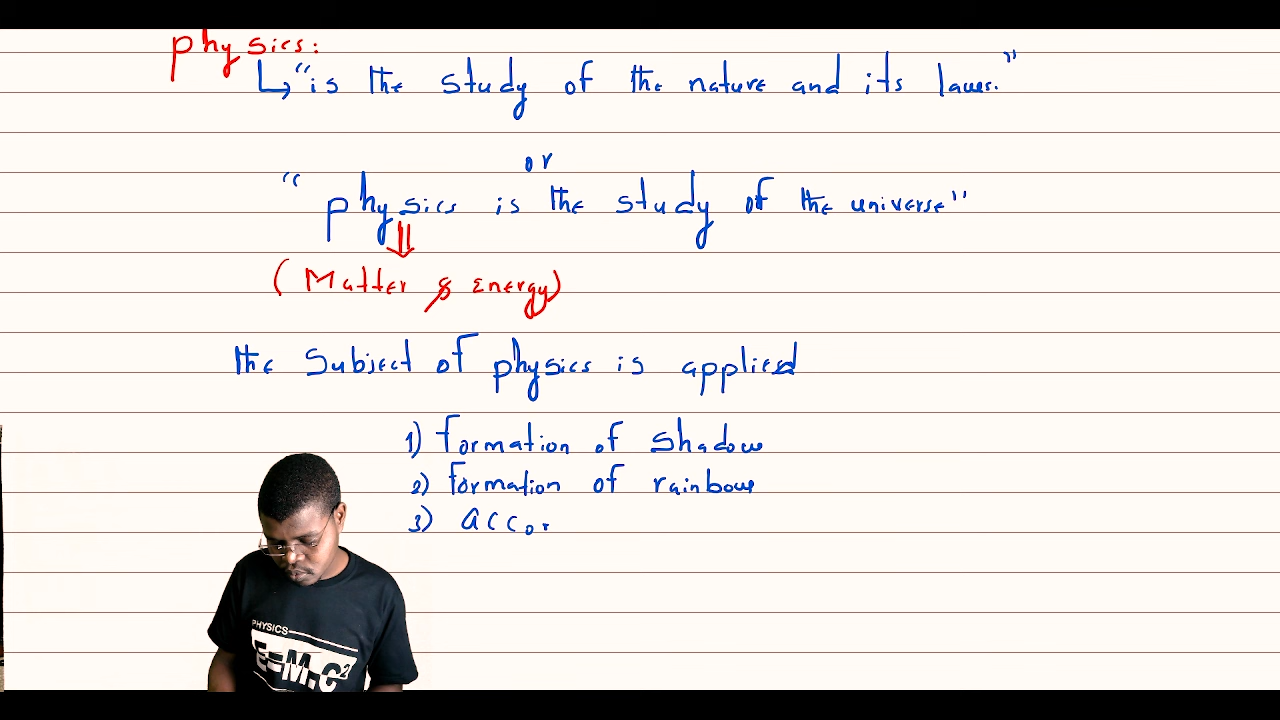 Physics:
↳ "is the study of the nature and its laws."
or
"physics is the study of the universe"
⇓
(Matter & Energy)
the Subject of physics is applied
1) formation of shadow
2) formation of rainbow
3) acco
PHYSICS
E=M.C²